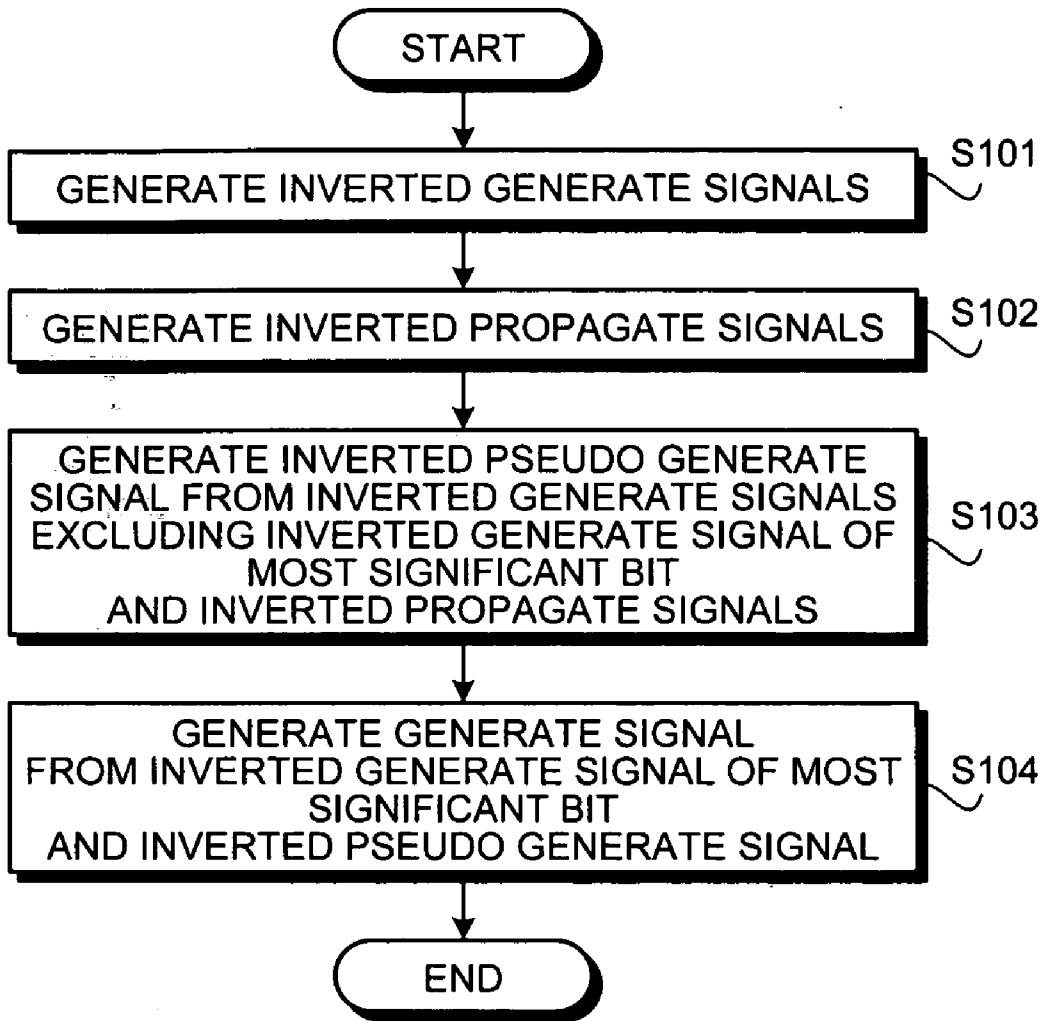 START
GENERATE INVERTED GENERATE SIGNALS
S101
GENERATE INVERTED PROPAGATE SIGNALS
S102
GENERATE INVERTED PSEUDO GENERATE
SIGNAL FROM INVERTED GENERATE SIGNALS
EXCLUDING INVERTED GENERATE SIGNAL OF
MOST SIGNIFICANT BIT
AND INVERTED PROPAGATE SIGNALS
S103
GENERATE GENERATE SIGNAL
FROM INVERTED GENERATE SIGNAL OF MOST
SIGNIFICANT BIT
AND INVERTED PSEUDO GENERATE SIGNAL
S104
END